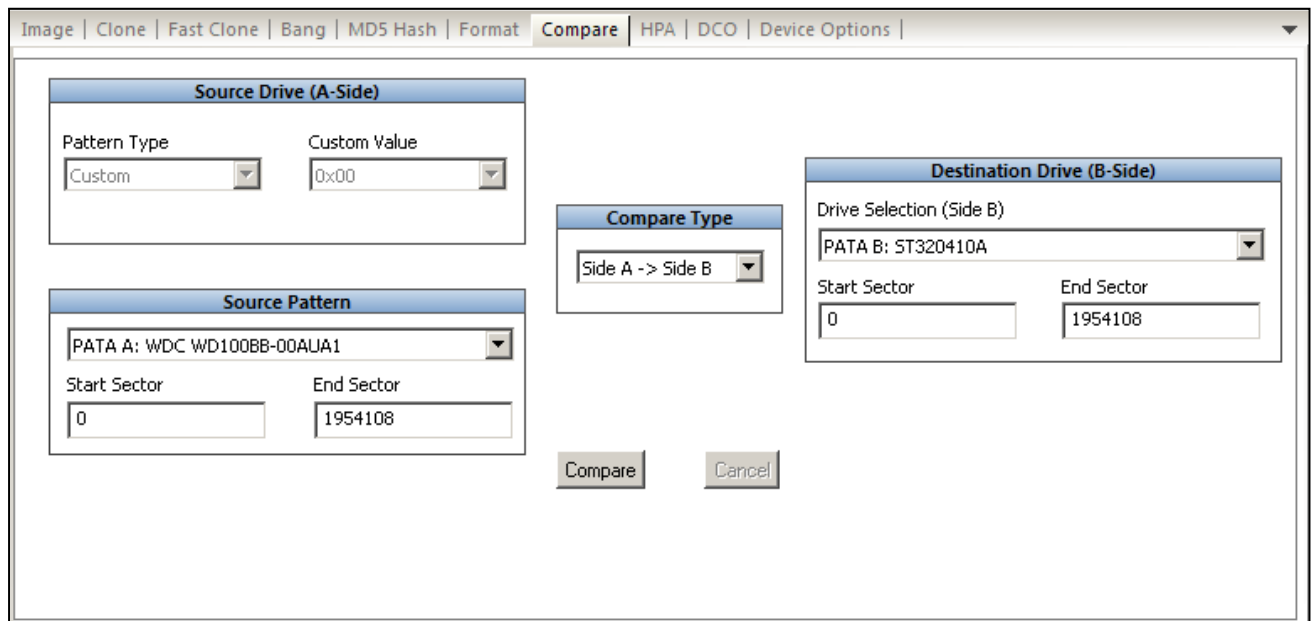 Image | Clone | Fast Clone | Bang | MD5 Hash | Format Compare | HPA | DCO | Device Options |
Source Drive (A-Side)
Pattern Type Custom Value
Custom 0x00
Source Pattern
PATA A: WDC WD100BB-00AUA1
Start Sector End Sector
0 1954108
Compare Type
Side A -> Side B
Compare Cancel
Destination Drive (B-Side)
Drive Selection (Side B)
PATA B: ST320410A
Start Sector End Sector
0 1954108